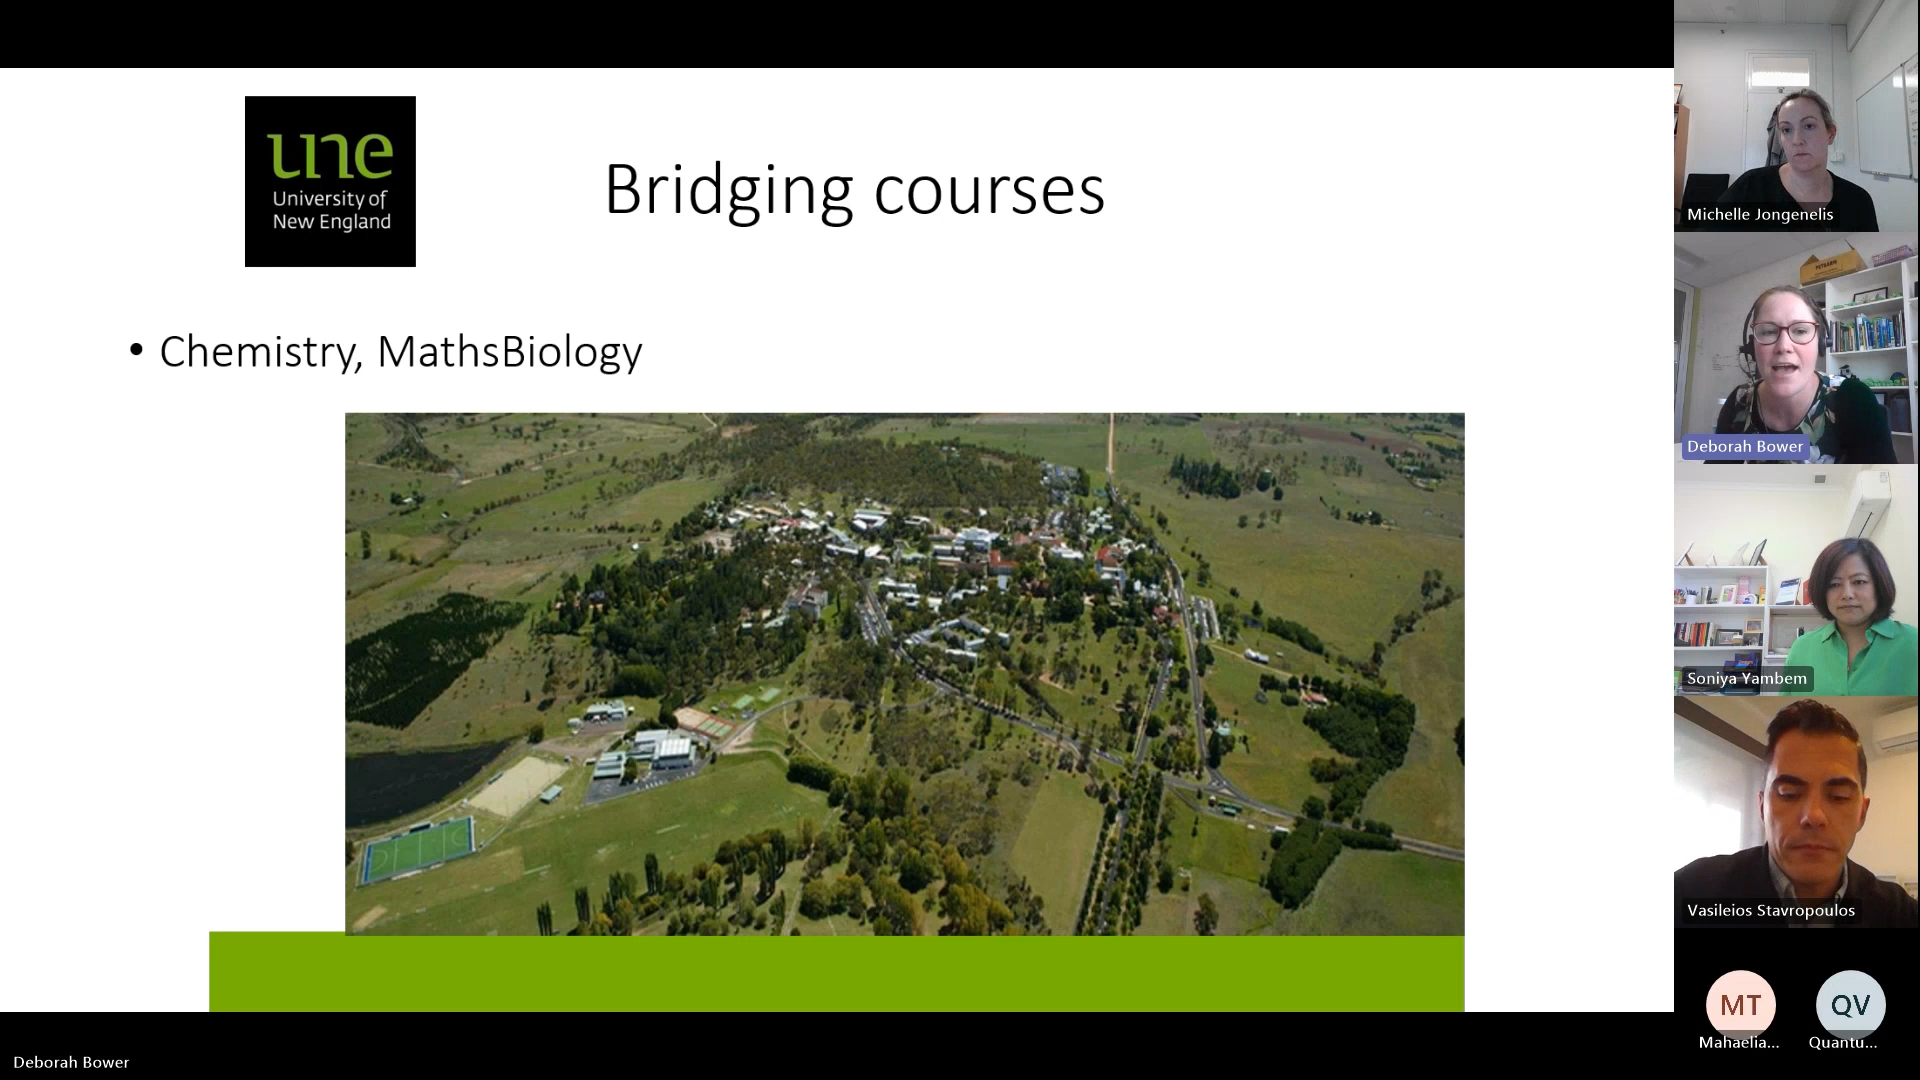 une
University of
New England
Bridging courses
• Chemistry, MathsBiology
Michelle Jongenelis
Deborah Bower
Soniya Yambem
Vasileios Stavropoulos
MT
QV
Mahaelia...
Quantu...
Deborah Bower